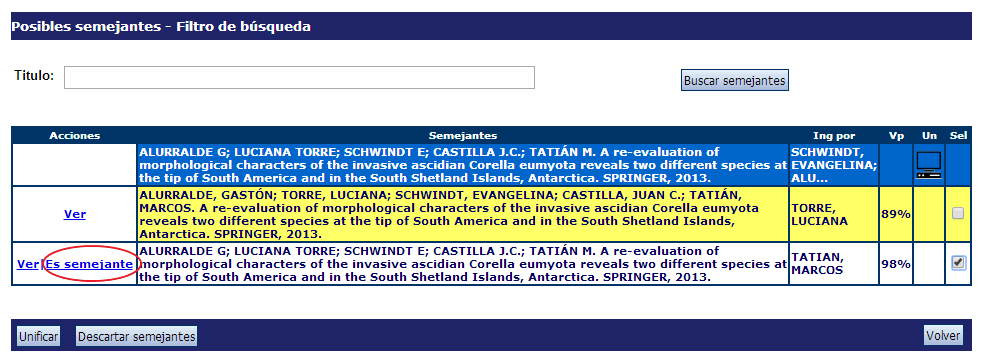 Posibles semejantes - Filtro de búsqueda
Titulo:
Buscar semejantes
Acciones Semejantes Ing por Vp Un Sel
ALURRALDE G; LUCIANA TORRE; SCHWINDT E; CASTILLA J.C.; TATIÁN M. A re-evaluation of
morphological characters of the invasive ascidian Corella eumyota reveals two different species at
the tip of South America and in the South Shetland Islands, Antarctica. SPRINGER, 2013.
SCHWINDT,
EVANGELINA;
ALU...
Ver
ALURRALDE, GASTÓN; TORRE, LUCIANA; SCHWINDT, EVANGELINA; CASTILLA, JUAN C.; TATIÁN,
MARCOS. A re-evaluation of morphological characters of the invasive ascidian Corella eumyota
reveals two different species at the tip of South America and in the South Shetland Islands,
Antarctica. SPRINGER, 2013.
TORRE,
LUCIANA
89%
Ver Es semejante
ALURRALDE G; LUCIANA TORRE; SCHWINDT E; CASTILLA J.C.; TATIÁN M. A re-evaluation of
morphological characters of the invasive ascidian Corella eumyota reveals two different species at
the tip of South America and in the South Shetland Islands, Antarctica. SPRINGER, 2013.
TATIAN,
MARCOS
98%
Unificar Descartar semejantes Volver